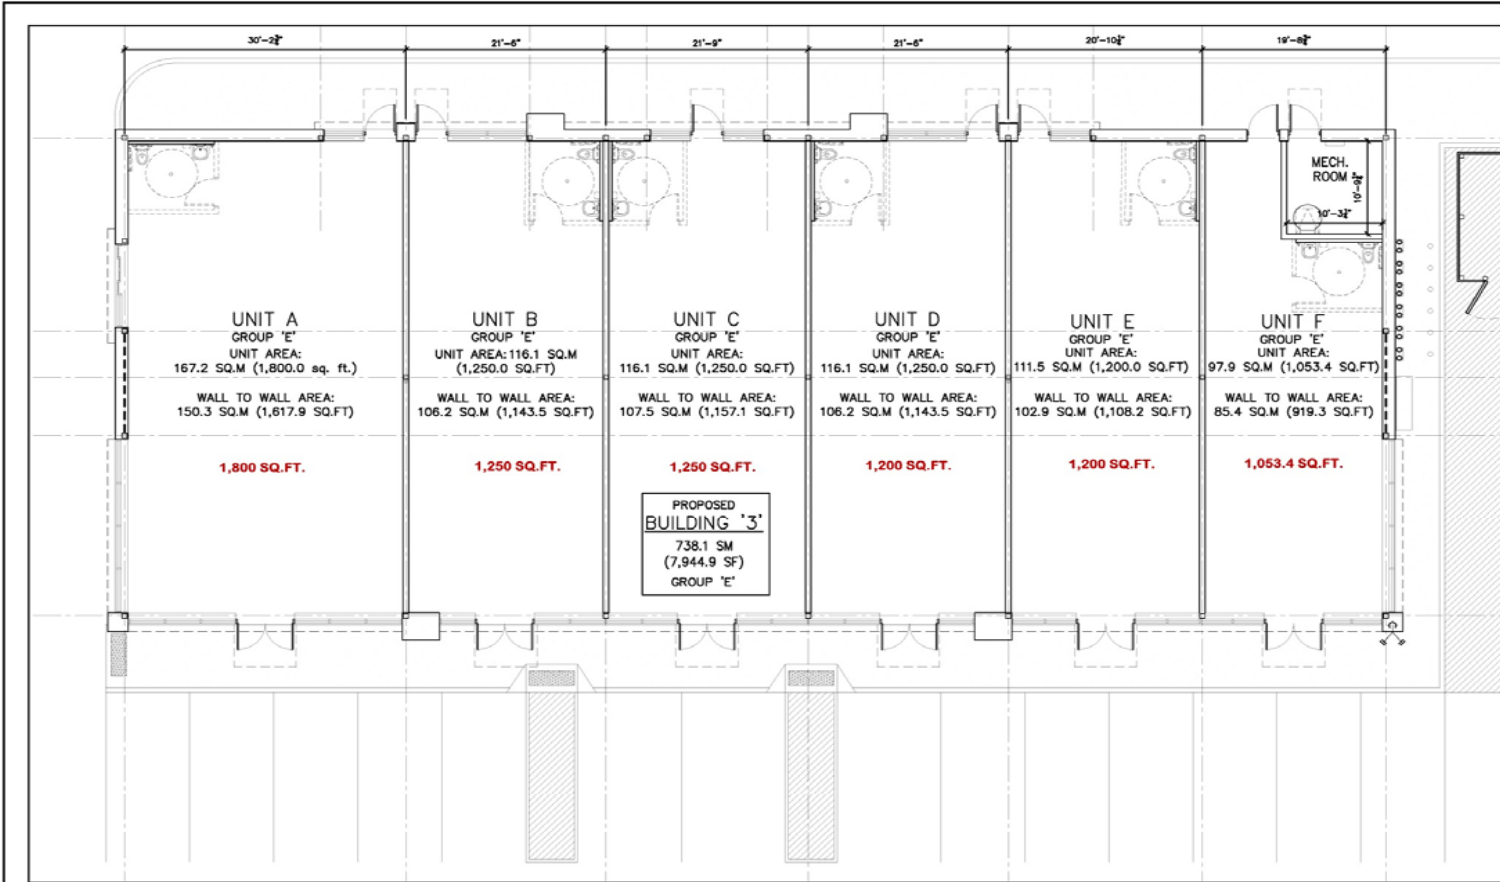 30'-2¾"
21'-6"
21'-9"
21'-6"
20'-10¾"
19'-8¾"
MECH.
ROOM
10'-9¾"
10'-3¾"
UNIT A
GROUP 'E'
UNIT AREA:
167.2 SQ.M (1,800.0 sq. ft.)
WALL TO WALL AREA:
150.3 SQ.M (1,617.9 SQ.FT)
1,800 SQ.FT.
UNIT B
GROUP 'E'
UNIT AREA: 116.1 SQ.M
(1,250.0 SQ.FT)
WALL TO WALL AREA:
106.2 SQ.M (1,143.5 SQ.FT)
1,250 SQ.FT.
UNIT C
GROUP 'E'
UNIT AREA:
116.1 SQ.M (1,250.0 SQ.FT)
WALL TO WALL AREA:
107.5 SQ.M (1,157.1 SQ.FT)
1,250 SQ.FT.
PROPOSED
BUILDING '3'
738.1 SM
(7,944.9 SF)
GROUP 'E'
UNIT D
GROUP 'E'
UNIT AREA:
116.1 SQ.M (1,250.0 SQ.FT)
WALL TO WALL AREA:
106.2 SQ.M (1,143.5 SQ.FT)
1,200 SQ.FT.
UNIT E
GROUP 'E'
UNIT AREA:
111.5 SQ.M (1,200.0 SQ.FT)
WALL TO WALL AREA:
102.9 SQ.M (1,108.2 SQ.FT)
1,200 SQ.FT.
UNIT F
GROUP 'E'
UNIT AREA:
97.9 SQ.M (1,053.4 SQ.FT)
WALL TO WALL AREA:
85.4 SQ.M (919.3 SQ.FT)
1,053.4 SQ.FT.